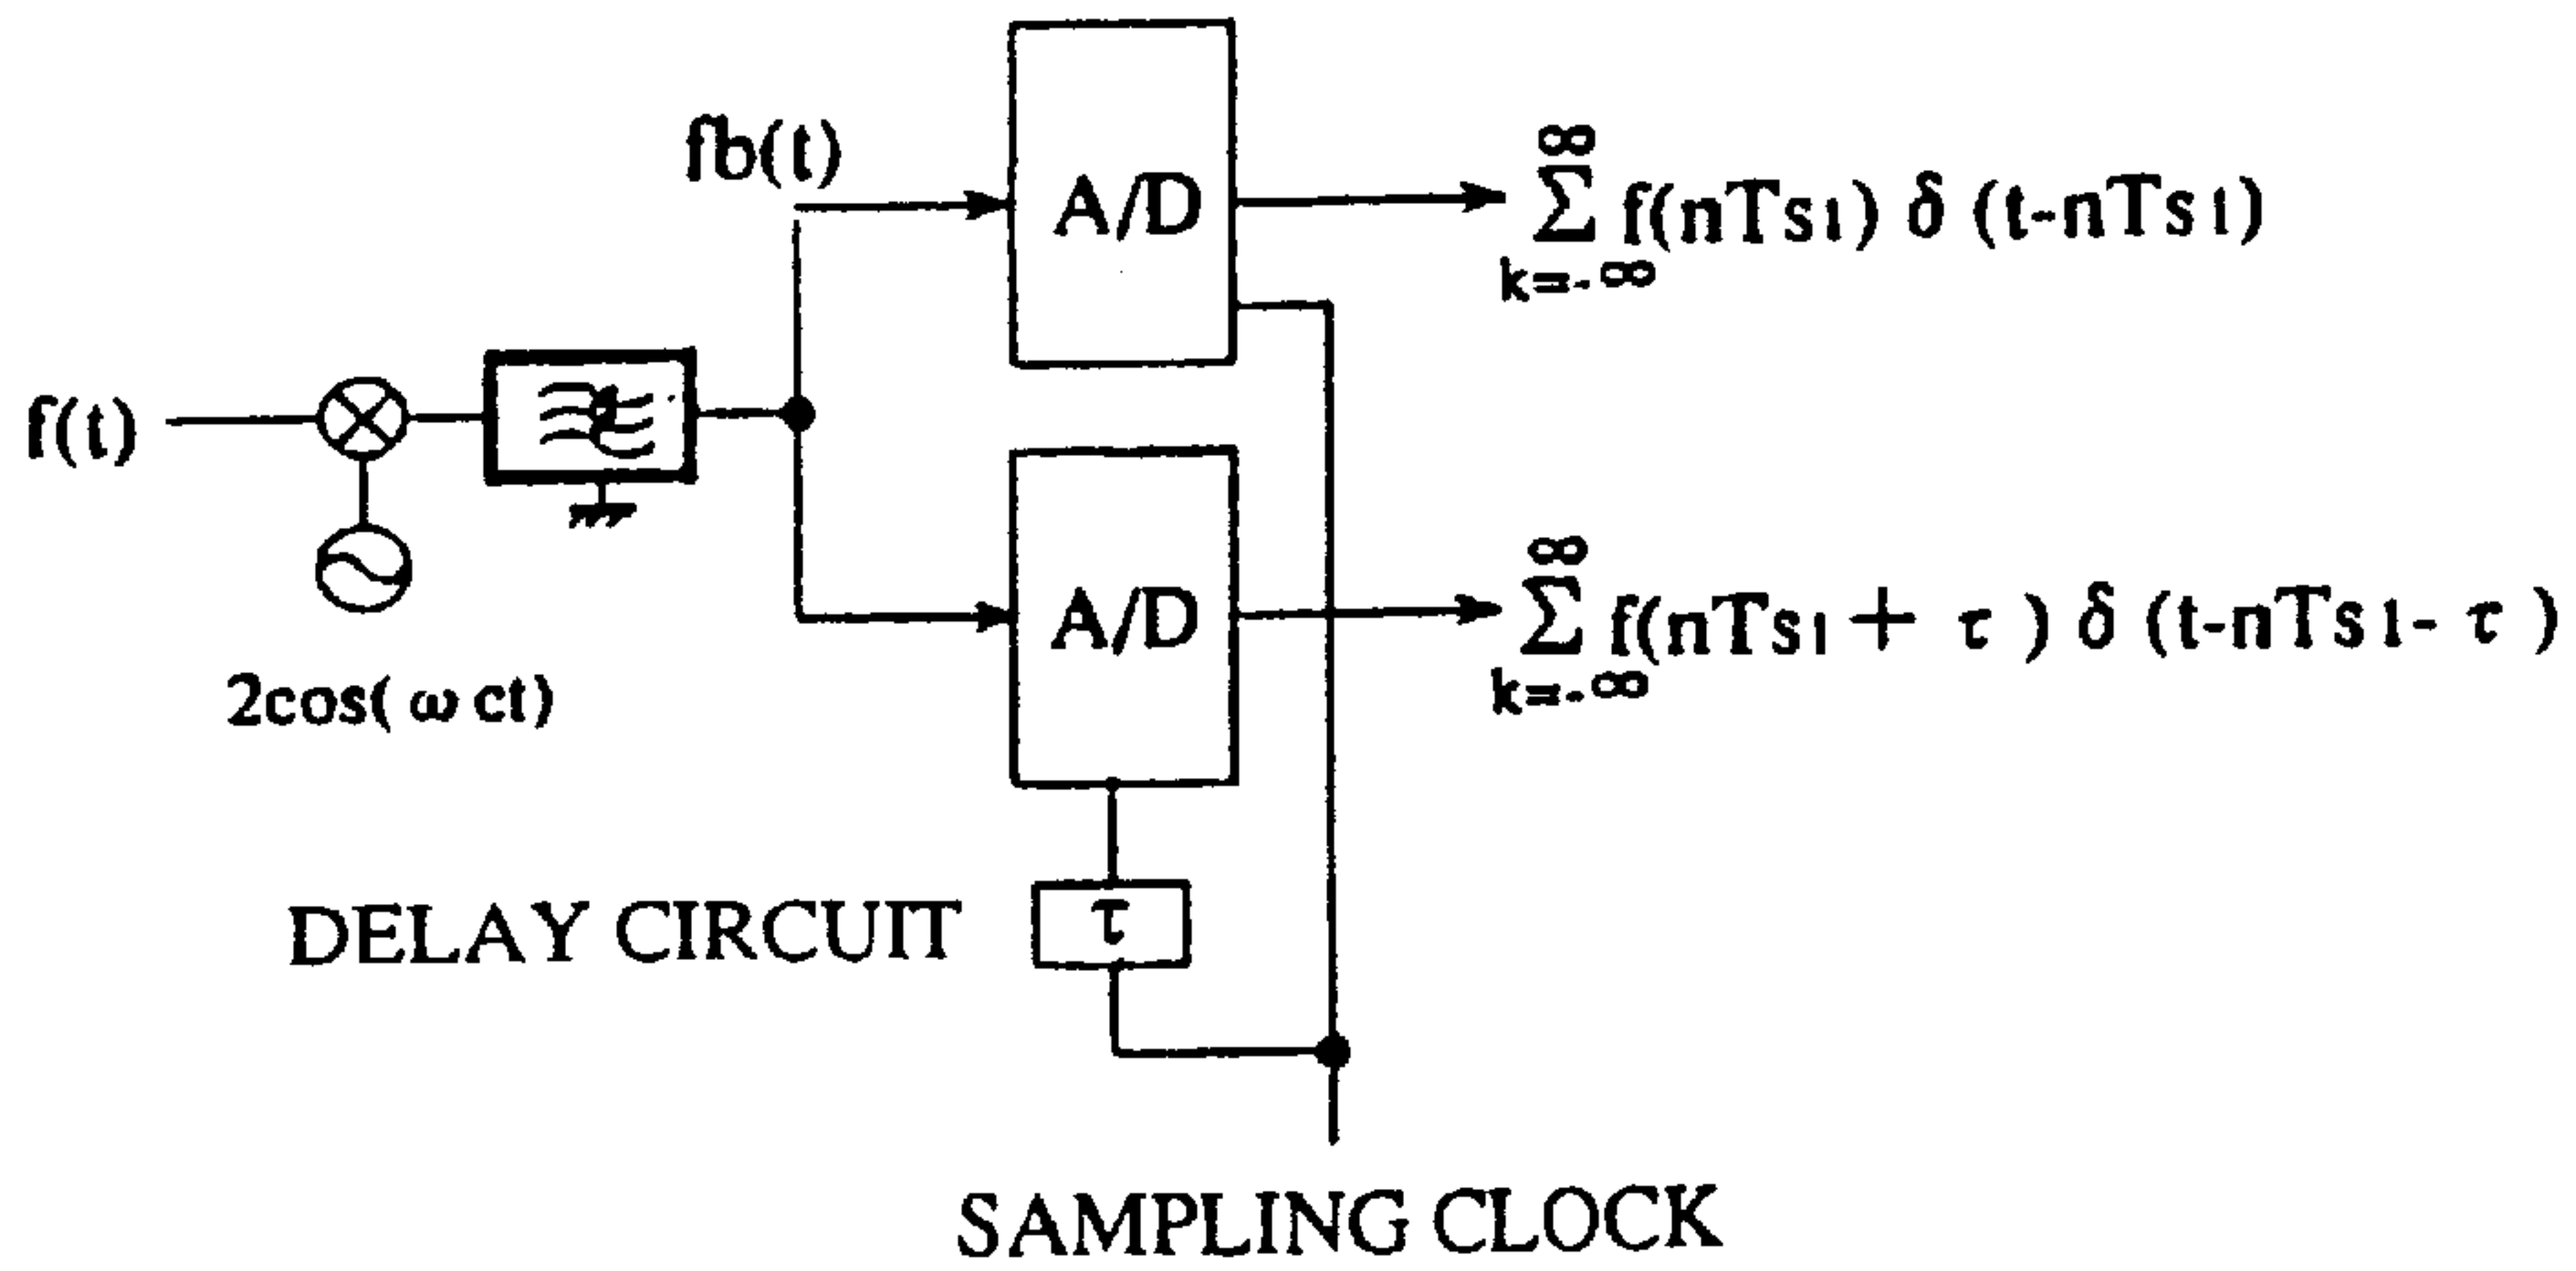 fb(t)
A/D
∞
Σ f(nTs1) δ (t-nTs1)
k=-∞
f(t)
2cos( ω ct)
A/D
∞
Σ f(nTs1 + τ ) δ (t-nTs1- τ )
k=-∞
DELAY CIRCUIT
τ
SAMPLING CLOCK